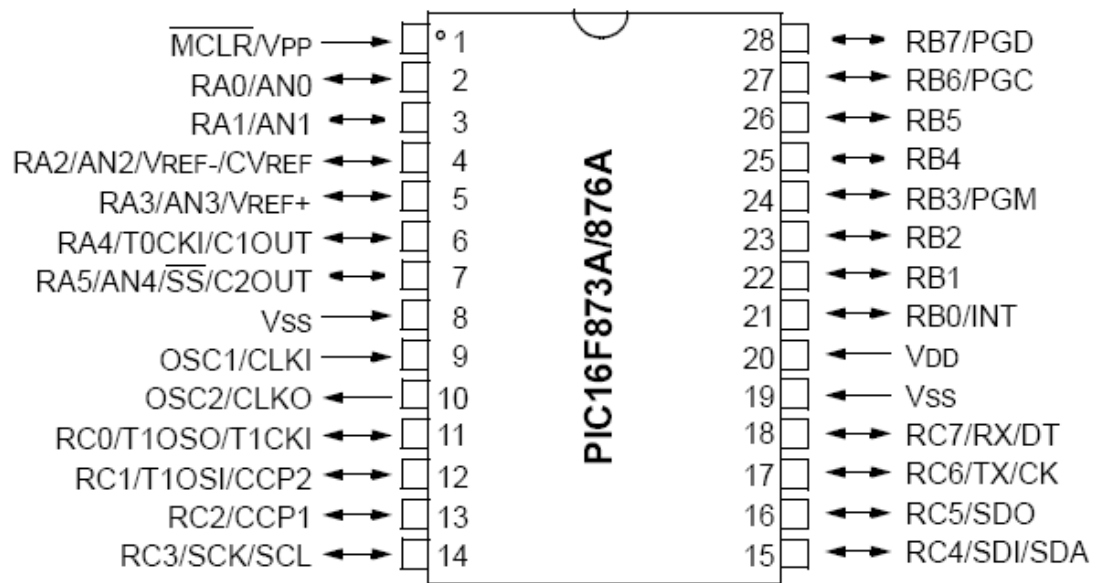 MCLR/VPP 1 28 RB7/PGD
RA0/AN0 2 27 RB6/PGC
RA1/AN1 3 26 RB5
RA2/AN2/VREF-/CVREF 4 25 RB4
RA3/AN3/VREF+ 5 24 RB3/PGM
RA4/T0CKI/C1OUT 6 23 RB2
RA5/AN4/SS/C2OUT 7 22 RB1
VSS 8 21 RB0/INT
OSC1/CLKI 9 20 VDD
OSC2/CLKO 10 19 VSS
RC0/T1OSO/T1CKI 11 18 RC7/RX/DT
RC1/T1OSI/CCP2 12 17 RC6/TX/CK
RC2/CCP1 13 16 RC5/SDO
RC3/SCK/SCL 14 15 RC4/SDI/SDA
PIC16F873A/876A